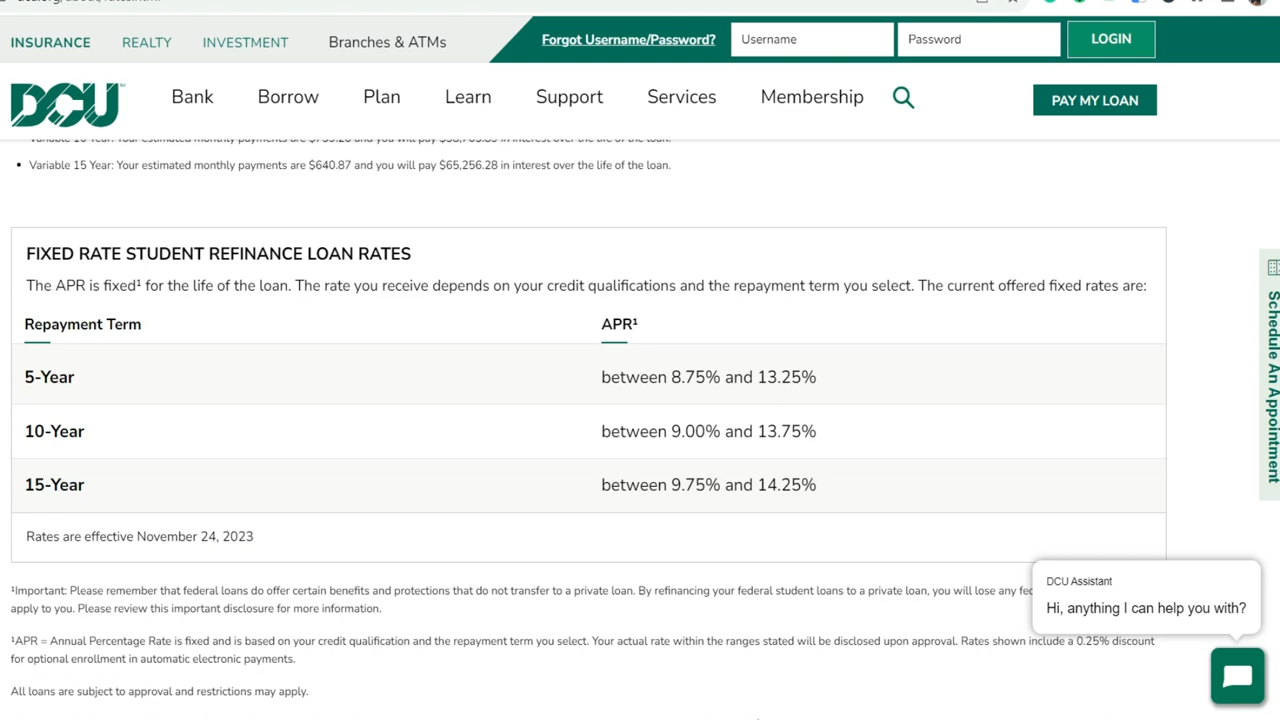 INSURANCE REALTY INVESTMENT Branches & ATMs Forgot Username/Password? Username Password LOGIN
DCU Bank Borrow Plan Learn Support Services Membership PAY MY LOAN
• Variable 15 Year: Your estimated monthly payments are $640.87 and you will pay $65,256.28 in interest over the life of the loan.
FIXED RATE STUDENT REFINANCE LOAN RATES
The APR is fixed¹ for the life of the loan. The rate you receive depends on your credit qualifications and the repayment term you select. The current offered fixed rates are:
Repayment Term APR¹
5-Year between 8.75% and 13.25%
10-Year between 9.00% and 13.75%
15-Year between 9.75% and 14.25%
Rates are effective November 24, 2023
¹Important: Please remember that federal loans do offer certain benefits and protections that do not transfer to a private loan. By refinancing your federal student loans to a private loan, you will lose any
apply to you. Please review this important disclosure for more information.
¹APR = Annual Percentage Rate is fixed and is based on your credit qualification and the repayment term you select. Your actual rate within the ranges stated will be disclosed upon approval. Rates shown include a 0.25% discount
for optional enrollment in automatic electronic payments.
All loans are subject to approval and restrictions may apply.
Schedule An Appointment
DCU Assistant
Hi, anything I can help you with?